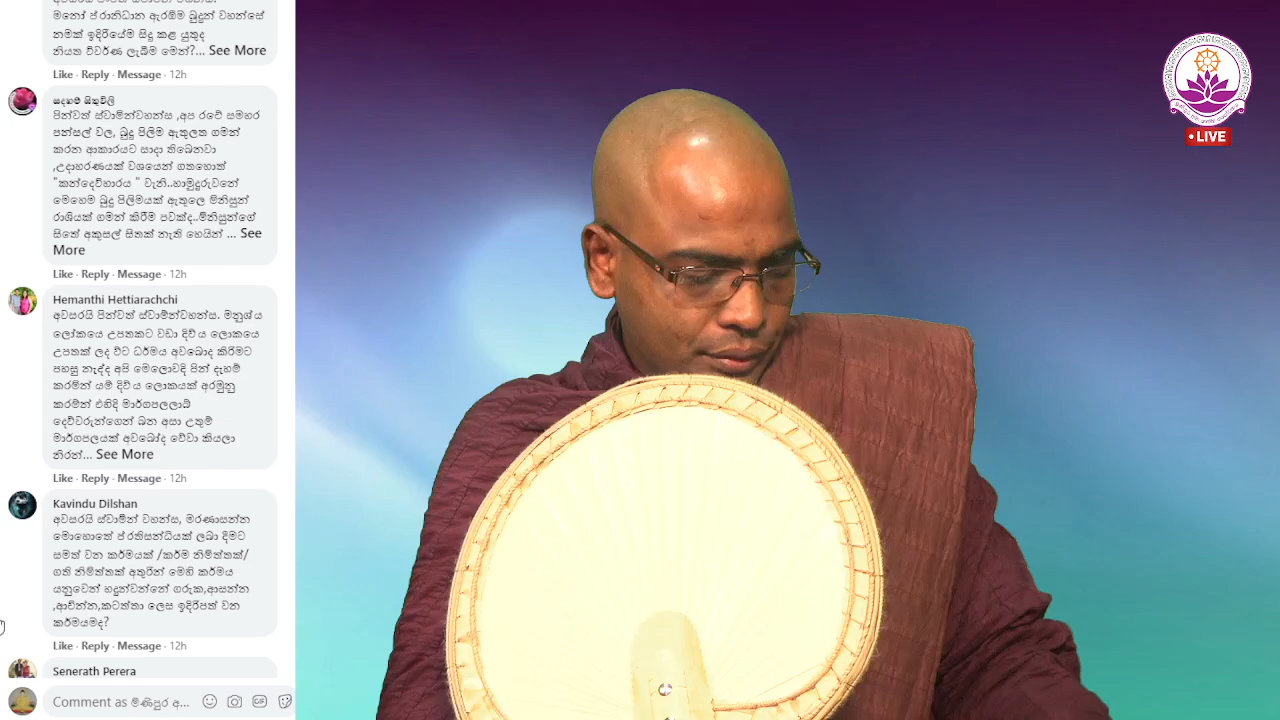 මනෝ ප්රානිධාන ඇරඹීම බුදුන් වහන්සේ
නමක් ඉදිරියේම සිදු කළ යුතුද
නියත විවර්ණ ලැබීම මෙන්?... See More
Like · Reply · Message · 12h
සදහම් සිතුවිලි
පින්වත් ස්වාමින්වහන්ස ,අප රටේ සමහර
පන්සල් වල, බුදු පිලිම ඇතුලත ගමන්
කරන ආකාරයට සාදා තිබෙනවා
,උදාහරණයක් වශයෙන් ගතහොත්
"කන්දෙවිහාරය " වැනි..හාමුදුරුවනේ
මෙහෙම බුදු පිලිමයක් ඇතුලෙ මිනිසුන්
රාශියක් ගමන් කිරීම පවක්ද..මිනිසුන්ගේ
සිතේ අකුසල් සිතක් නැති හෙයින් ... See
More
Like · Reply · Message · 12h
Hemanthi Hettiarachchi
අවසරයි පින්වත් ස්වාමීන්වහන්ස. මනුශ්ය
ලෝකයෙ උපතකට වඩා දිව්ය ලොකයෙ
උපතක් ලද විට ධර්මය අවබොද කිරීමට
පහසු නැද්ද අපි මෙලොවදි පින් දැහැම්
කරමින් යම් දිව්ය ලොකයක් අරමුනු
කරමින් එහිදි මාර්ගපලලාබි
දෙව්වරුන්ගෙන් බන අසා උතුම්
මාර්ගපලයක් අවබෝද වේවා කියලා
නිරන්... See More
Like · Reply · Message · 12h
Kavindu Dilshan
අවසරයි ස්වාමින් වහන්ස, මරණාසන්න
මොහොතේ ප්රතිසන්ධියක් ලබා දීමට
සමත් වන කර්මයක් /කර්ම නිමිත්තක්/
ගති නිමිත්තක් අතුරින් මෙහි කර්මය
යනුවෙන් හදුන්වන්නේ ගරුක,ආසන්න
,ආචින්න,කටත්තා ලෙස ඉදිරිපත් වන
කර්මයමද?
Like · Reply · Message · 12h
Senerath Perera
Comment as මිණිපුර අ...
LIVE